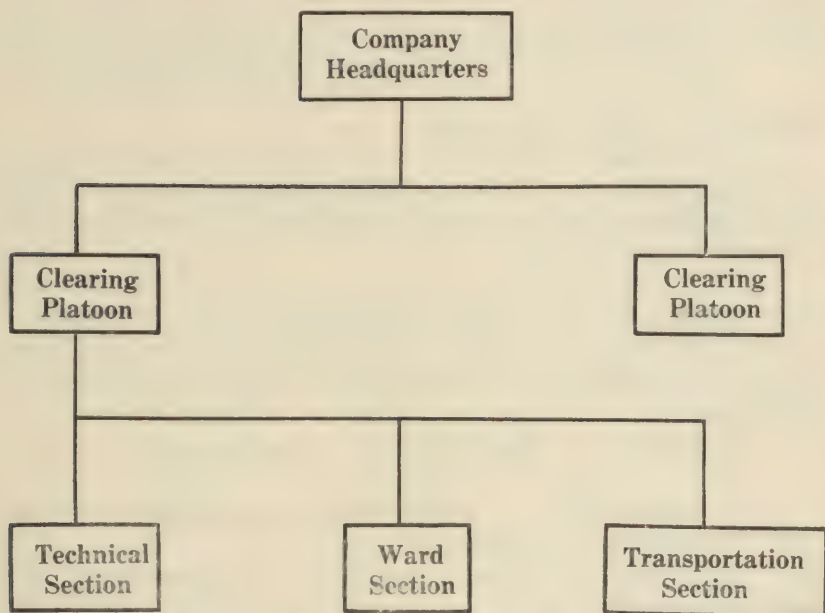 Company
Headquarters
Clearing
Platoon
Clearing
Platoon
Technical
Section
Ward
Section
Transportation
Section